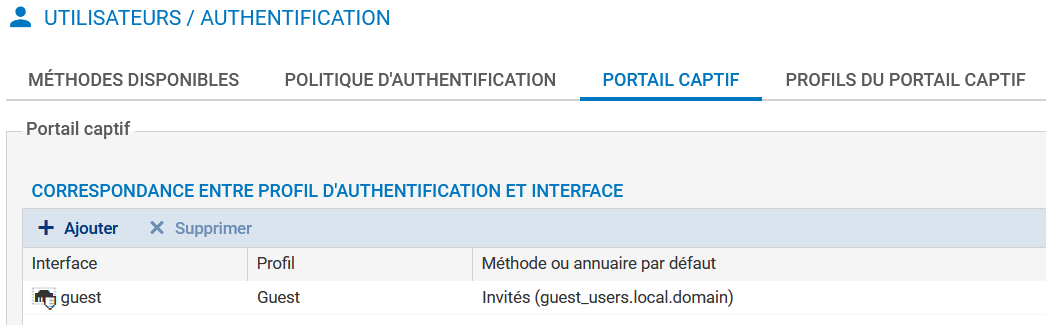 UTILISATEURS / AUTHENTIFICATION
MÉTHODES DISPONIBLES POLITIQUE D'AUTHENTIFICATION PORTAIL CAPTIF PROFILS DU PORTAIL CAPTIF
Portail captif
CORRESPONDANCE ENTRE PROFIL D'AUTHENTIFICATION ET INTERFACE
Ajouter Supprimer
Interface Profil Méthode ou annuaire par défaut
guest Guest Invités (guest_users.local.domain)